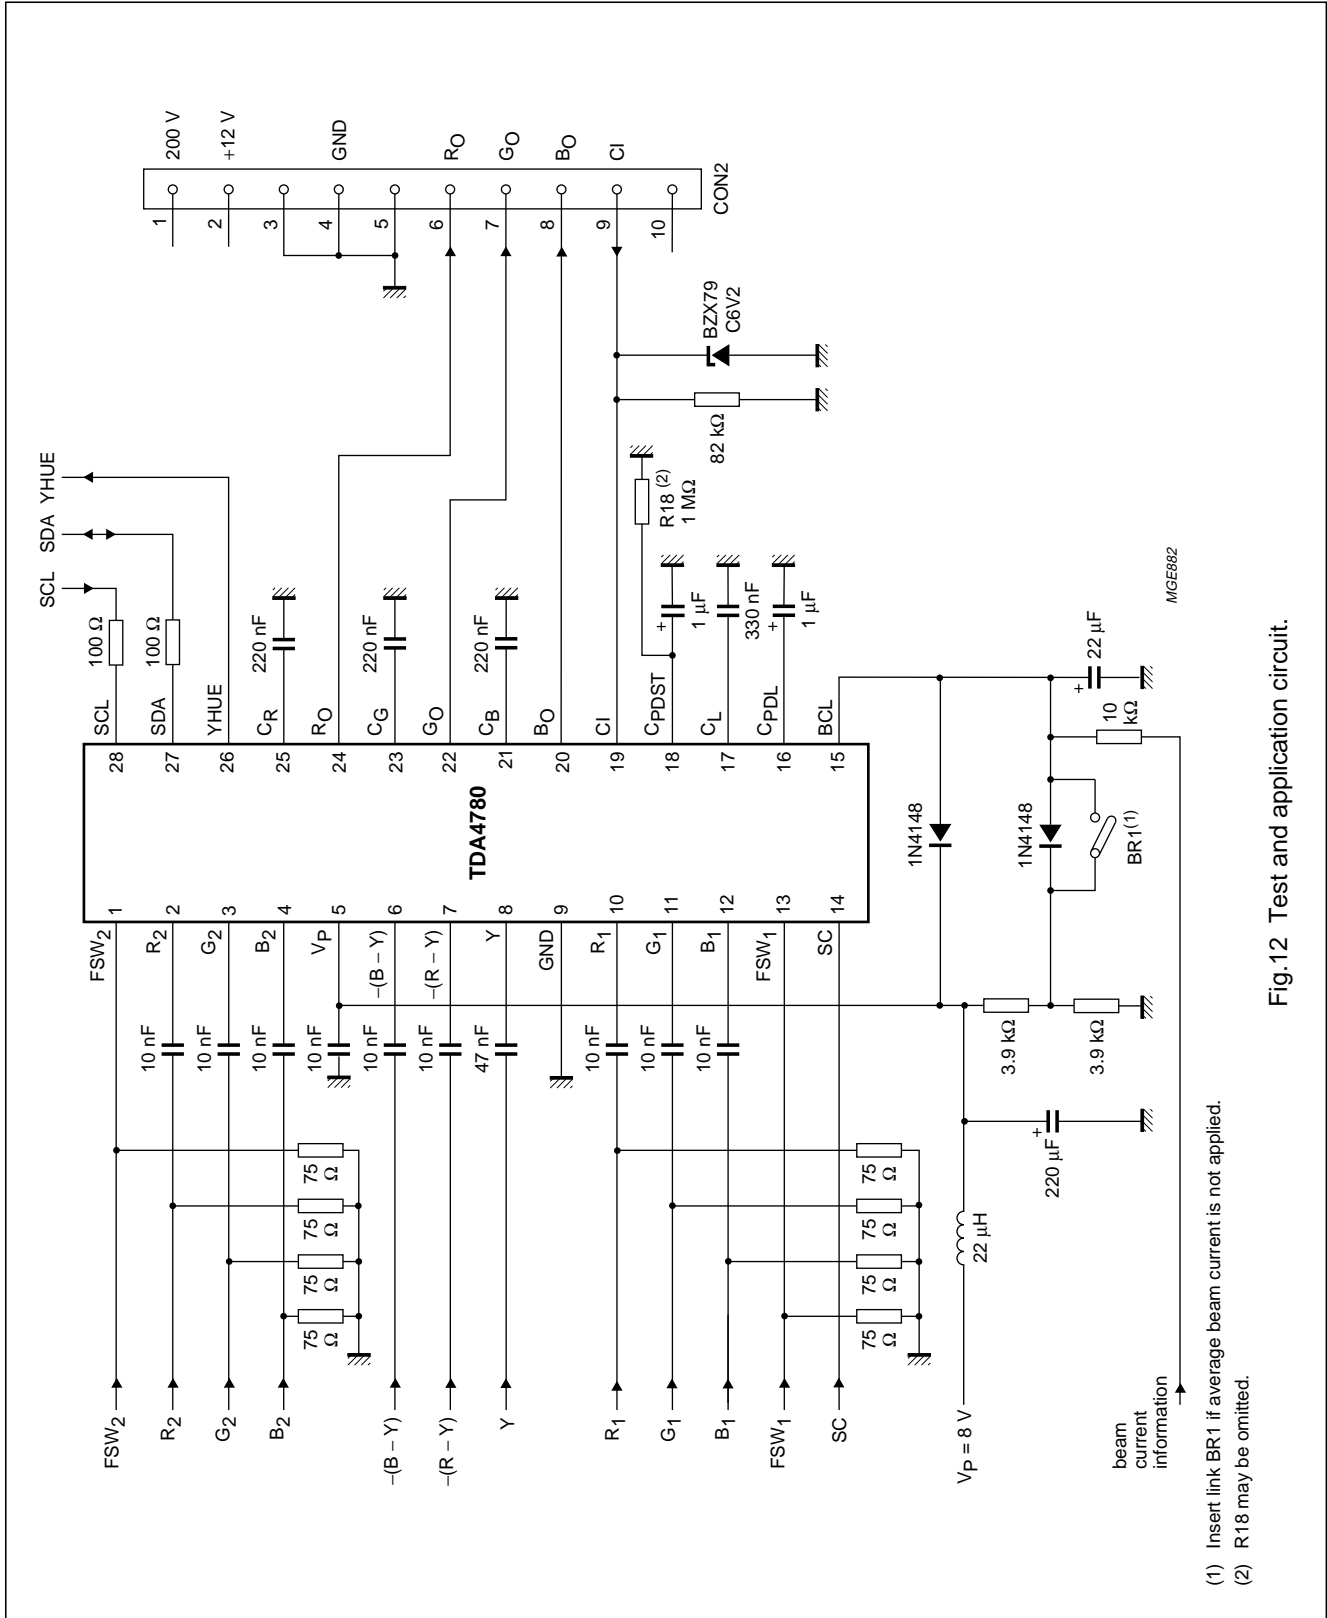 200 V
+12 V
GND
RO
GO
BO
CI
1
2
3
4
5
6
7
8
9
10
CON2
BZX79
C6V2
82 kΩ
R18 (2)
1 MΩ
SCL
SDA
YHUE
100 Ω
100 Ω
220 nF
220 nF
220 nF
1 μF
+
330 nF
1 μF
+
SCL
SDA
YHUE
CR
RO
CG
GO
CB
BO
CI
CPDST
CL
CPDL
BCL
28
27
26
25
24
23
22
21
20
19
18
17
16
15
TDA4780
1
2
3
4
5
6
7
8
9
10
11
12
13
14
FSW2
R2
G2
B2
VP
−(B − Y)
−(R − Y)
Y
GND
R1
G1
B1
FSW1
SC
10 nF
10 nF
10 nF
10 nF
10 nF
10 nF
47 nF
10 nF
10 nF
10 nF
75 Ω
75 Ω
75 Ω
75 Ω
75 Ω
75 Ω
75 Ω
75 Ω
FSW2
R2
G2
B2
−(B − Y)
−(R − Y)
Y
R1
G1
B1
FSW1
SC
1N4148
1N4148
BR1(1)
10 kΩ
22 μF
+
3.9 kΩ
3.9 kΩ
220 μF
+
22 μH
VP = 8 V
beam
current
information
MGE882
(1) Insert link BR1 if average beam current is not applied.
(2) R18 may be omitted.
Fig.12 Test and application circuit.